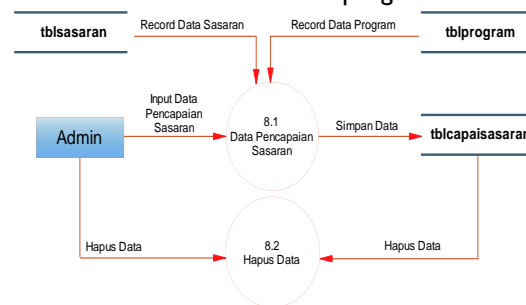 tblsasaran
Record Data Sasaran
Record Data Program
tblprogram
Input Data
Pencapaian
Sasaran
Admin
8.1
Data Pencapaian
Sasaran
Simpan Data
tblcapaisasaran
Hapus Data
8.2
Hapus Data
Hapus Data